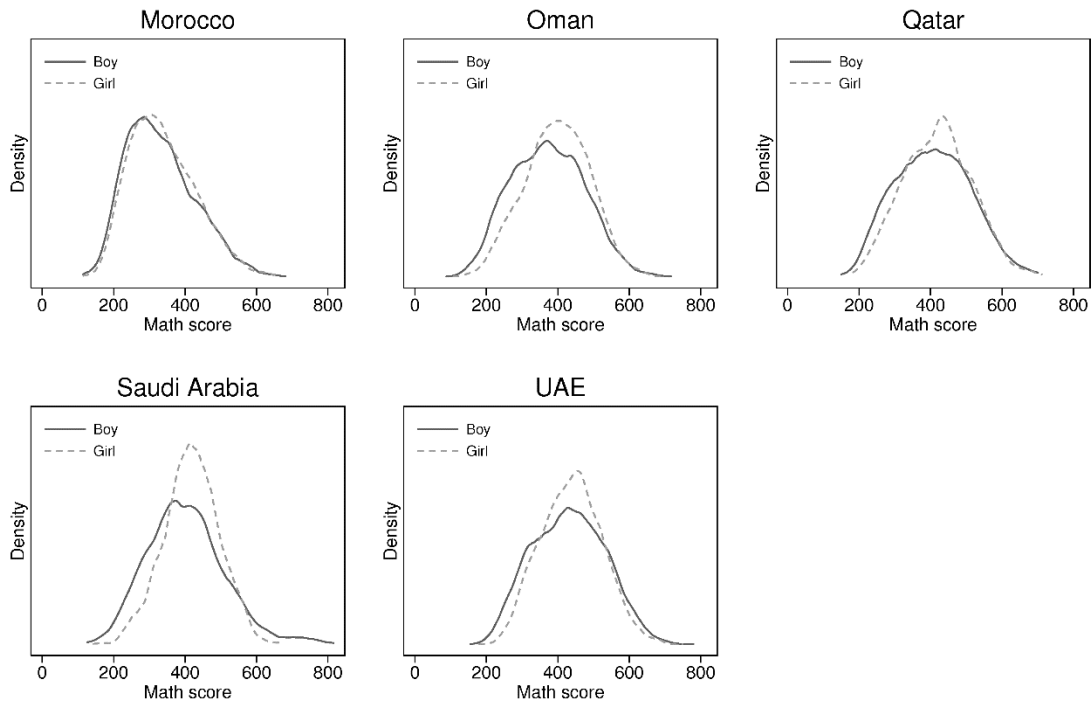 Morocco
Boy
Girl
Density
0 200 400 600 800
Math score
Oman
Boy
Girl
Density
0 200 400 600 800
Math score
Qatar
Boy
Girl
Density
0 200 400 600 800
Math score
Saudi Arabia
Boy
Girl
Density
0 200 400 600 800
Math score
UAE
Boy
Girl
Density
0 200 400 600 800
Math score